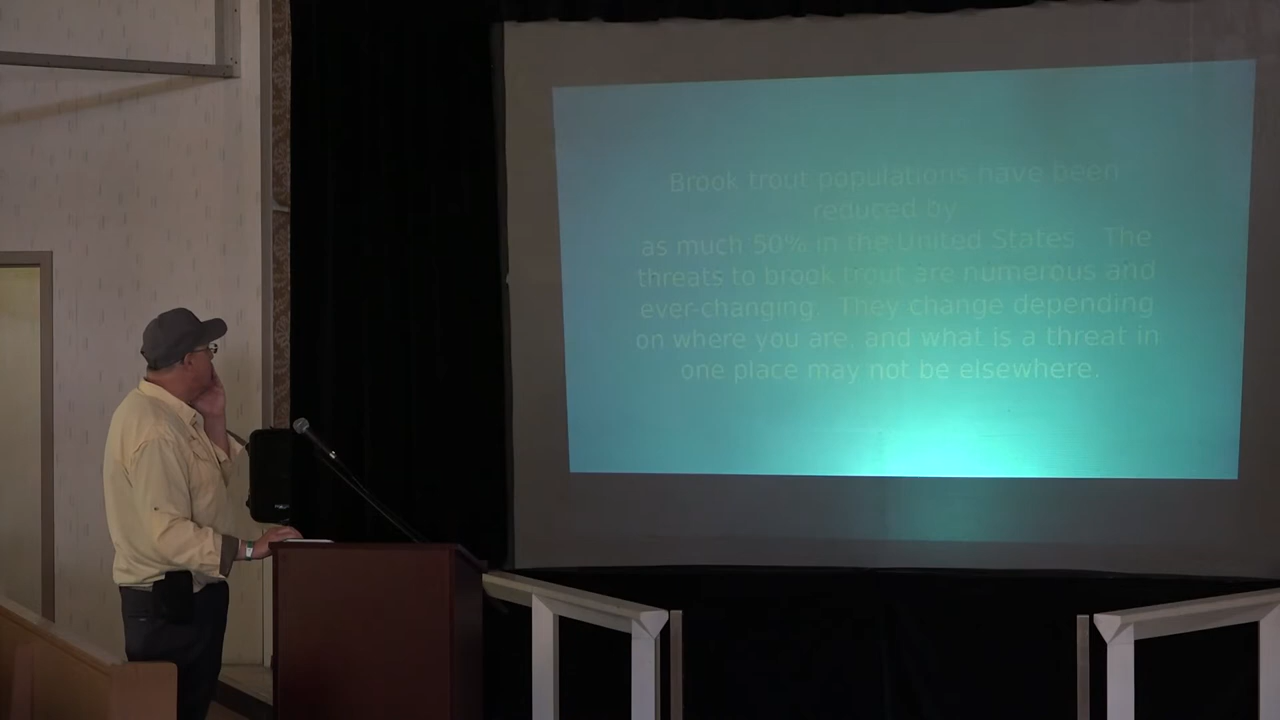 Brook trout populations have been
reduced by
as much 50% in the United States. The
threats to brook trout are numerous and
ever-changing. They change depending
on where you are, and what is a threat in
one place may not be elsewhere.